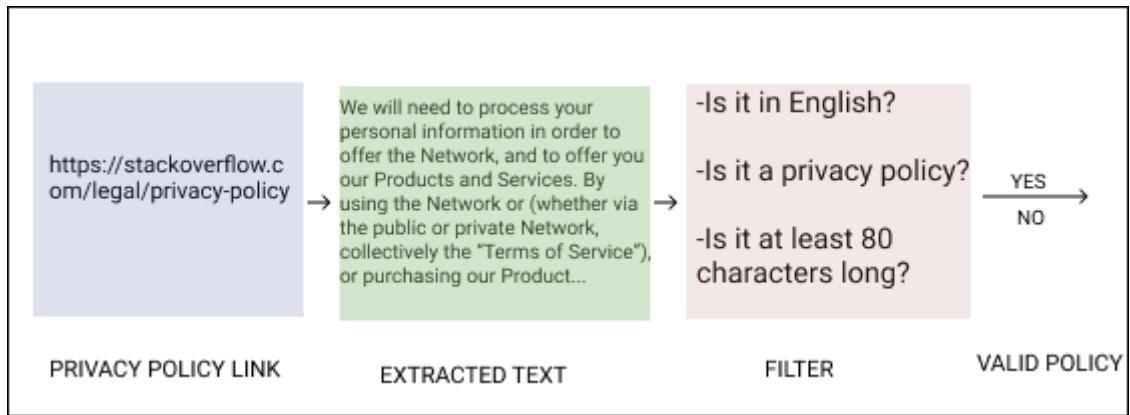 https://stackoverflow.c
om/legal/privacy-policy
We will need to process your
personal information in order to
offer the Network, and to offer you
our Products and Services. By
using the Network or (whether via
the public or private Network,
collectively the “Terms of Service”),
or purchasing our Product...
-Is it in English?
-Is it a privacy policy?
-Is it at least 80
characters long?
YES
NO
PRIVACY POLICY LINK
EXTRACTED TEXT
FILTER
VALID POLICY